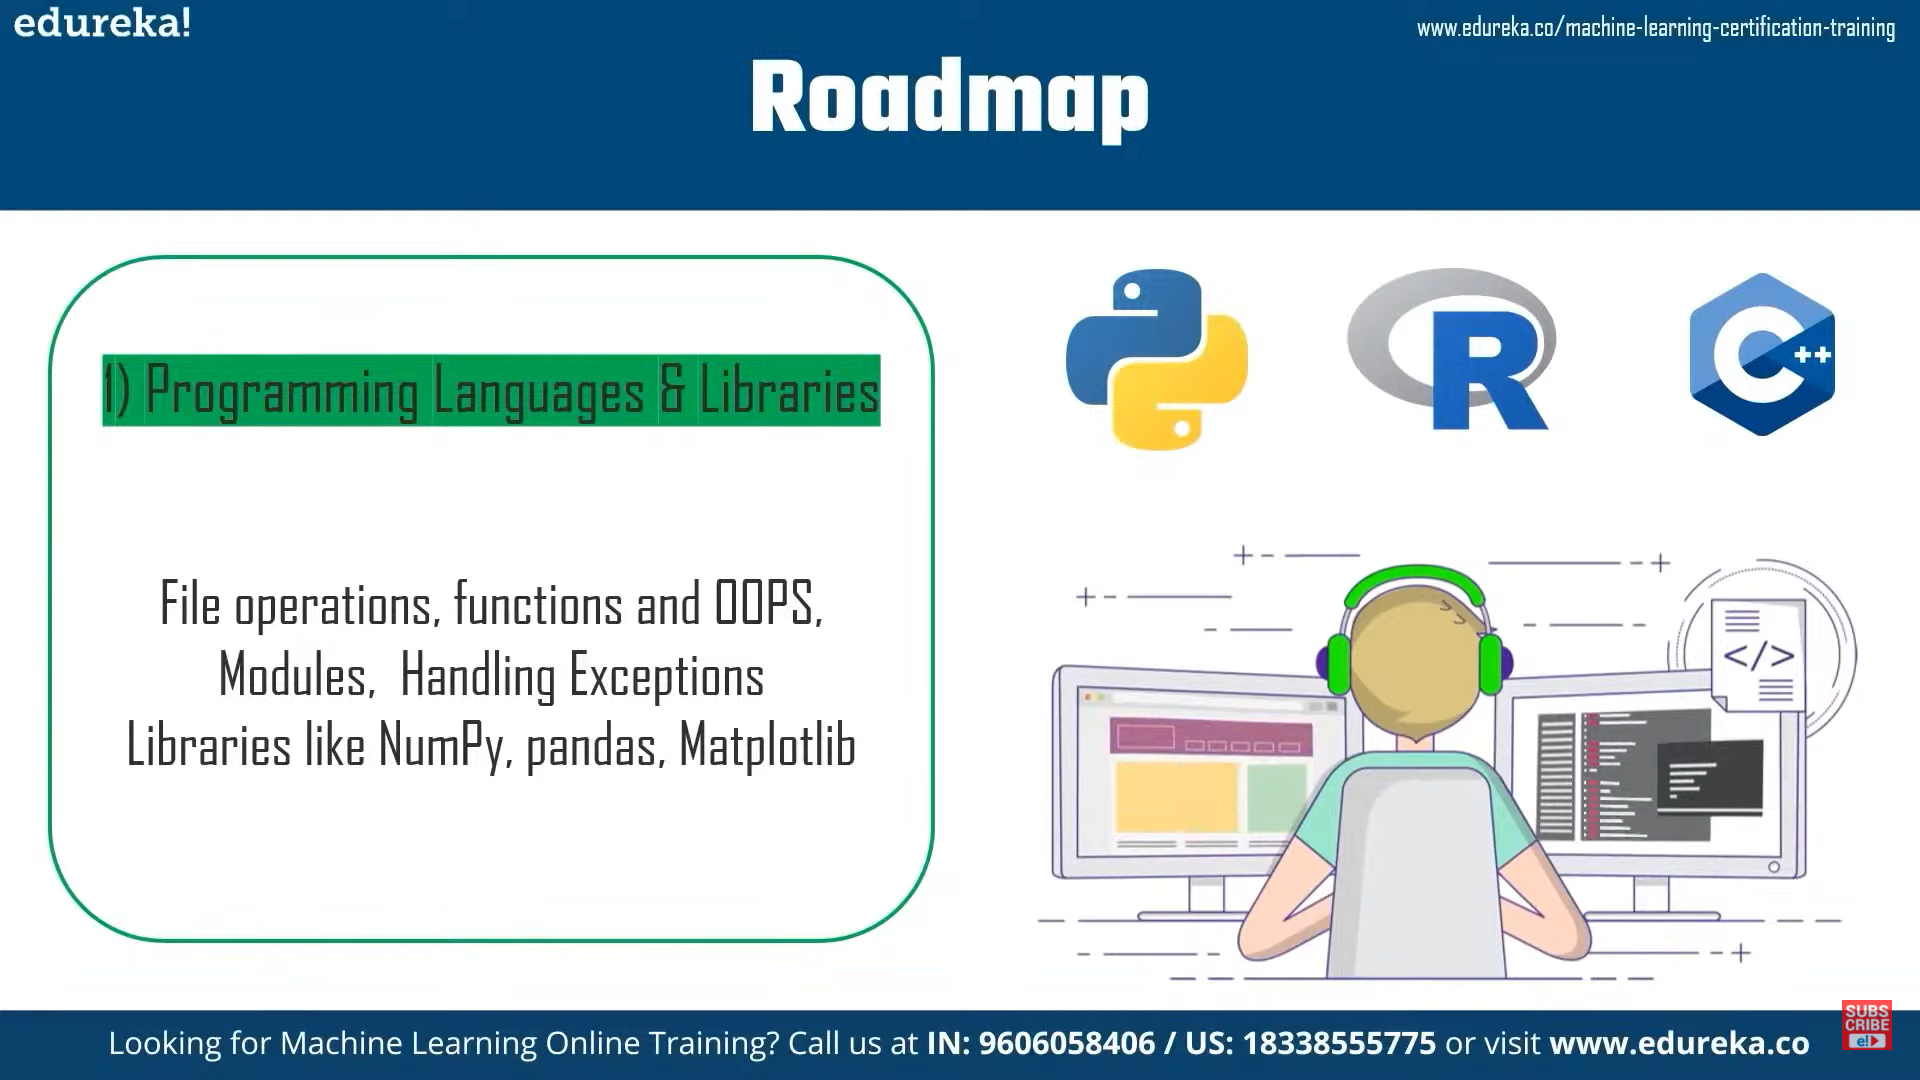 edureka!
www.edureka.co/machine-learning-certification-training
Roadmap
1) Programming Languages & Libraries
File operations, functions and OOPS,
Modules,  Handling Exceptions
Libraries like NumPy, pandas, Matplotlib
R
C++
</>
Looking for Machine Learning Online Training? Call us at IN: 9606058406 / US: 18338555775 or visit www.edureka.co
SUBS
CRIBE
e!